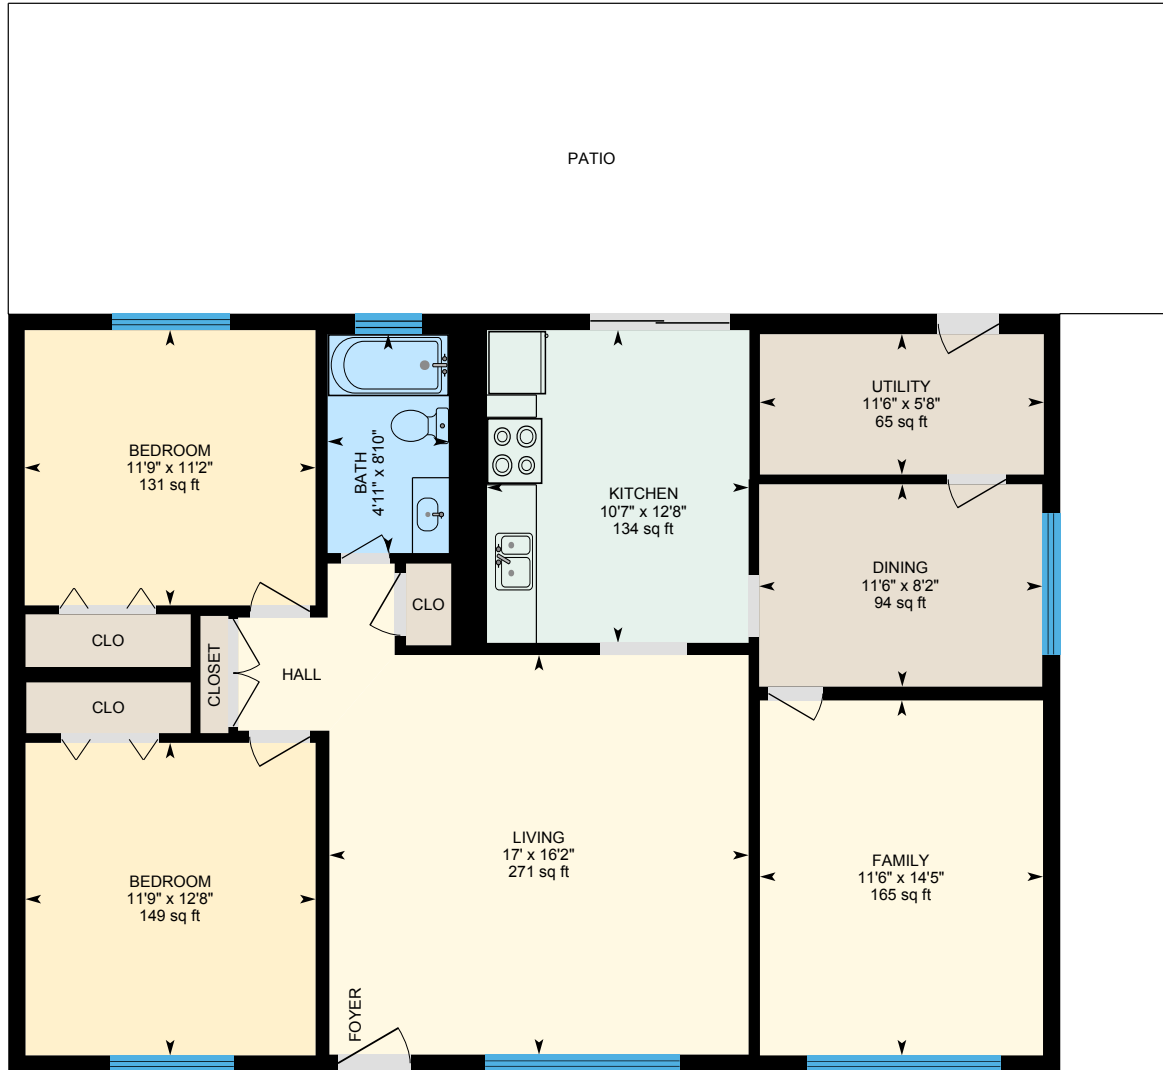 PATIO
BEDROOM
11'9" x 11'2"
131 sq ft
BATH
4'11" x 8'10"
KITCHEN
10'7" x 12'8"
134 sq ft
UTILITY
11'6" x 5'8"
65 sq ft
DINING
11'6" x 8'2"
94 sq ft
CLO
CLO
CLOSET
HALL
CLO
BEDROOM
11'9" x 12'8"
149 sq ft
LIVING
17' x 16'2"
271 sq ft
FAMILY
11'6" x 14'5"
165 sq ft
FOYER